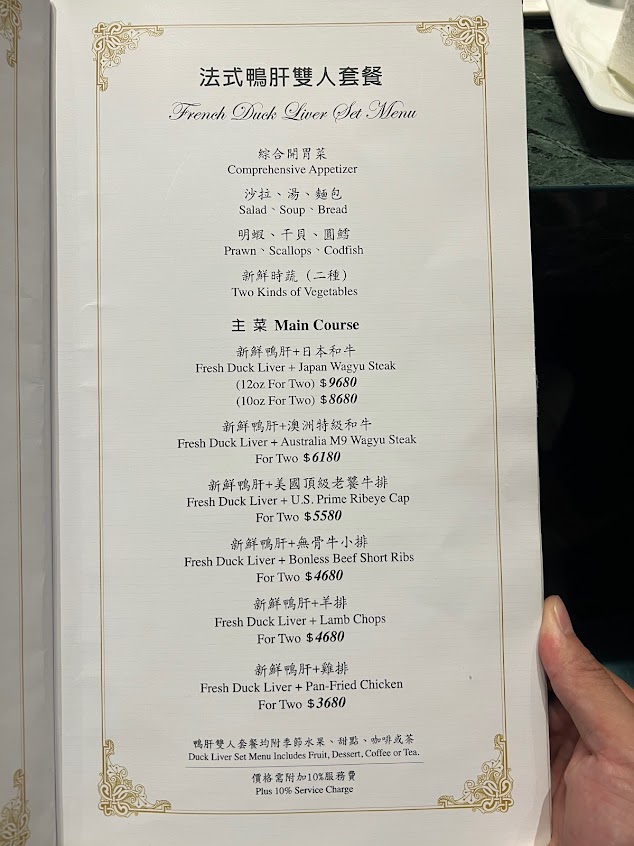 法式鴨肝雙人套餐
French Duck Liver Set Menu
綜合開胃菜
Comprehensive Appetizer
沙拉、湯、麵包
Salad、Soup、Bread
明蝦、干貝、圓鱈
Prawn、Scallops、Codfish
新鮮時蔬（二種）
Two Kinds of Vegetables
主菜 Main Course
新鮮鴨肝+日本和牛
Fresh Duck Liver + Japan Wagyu Steak
(12oz For Two) $9680
(10oz For Two) $8680
新鮮鴨肝+澳洲特級和牛
Fresh Duck Liver + Australia M9 Wagyu Steak
For Two $6180
新鮮鴨肝+美國頂級老饕牛排
Fresh Duck Liver + U.S. Prime Ribeye Cap
For Two $5580
新鮮鴨肝+無骨牛小排
Fresh Duck Liver + Bonless Beef Short Ribs
For Two $4680
新鮮鴨肝+羊排
Fresh Duck Liver + Lamb Chops
For Two $4680
新鮮鴨肝+雞排
Fresh Duck Liver + Pan-Fried Chicken
For Two $3680
鴨肝雙人套餐均附季節水果、甜點、咖啡或茶
Duck Liver Set Menu Includes Fruit, Dessert, Coffee or Tea.
價格需附加10%服務費
Plus 10% Service Charge